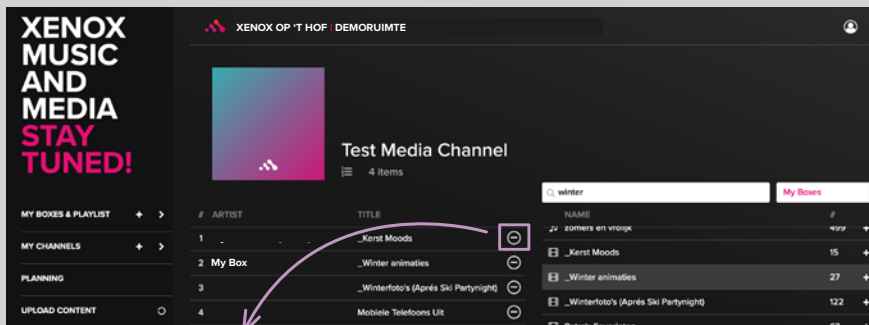 XENOX
MUSIC
AND
MEDIA
STAY
TUNED!
MY BOXES & PLAYLIST + >
MY CHANNELS + >
PLANNING
UPLOAD CONTENT
XENOX OP 'T HOF | DEMORUIMTE
Test Media Channel
4 items
# ARTIST TITLE
1 _Kerst Moods
2 My Box _Winter animaties
3 _Winterfoto's (Aprés Ski Partynight)
4 Mobiele Telefoons Uit
winter My Boxes
NAME #
zomers en vrolijk 499 +
_Kerst Moods 15 +
_Winter animaties 27 +
_Winterfoto's (Aprés Ski Partynight) 122 +